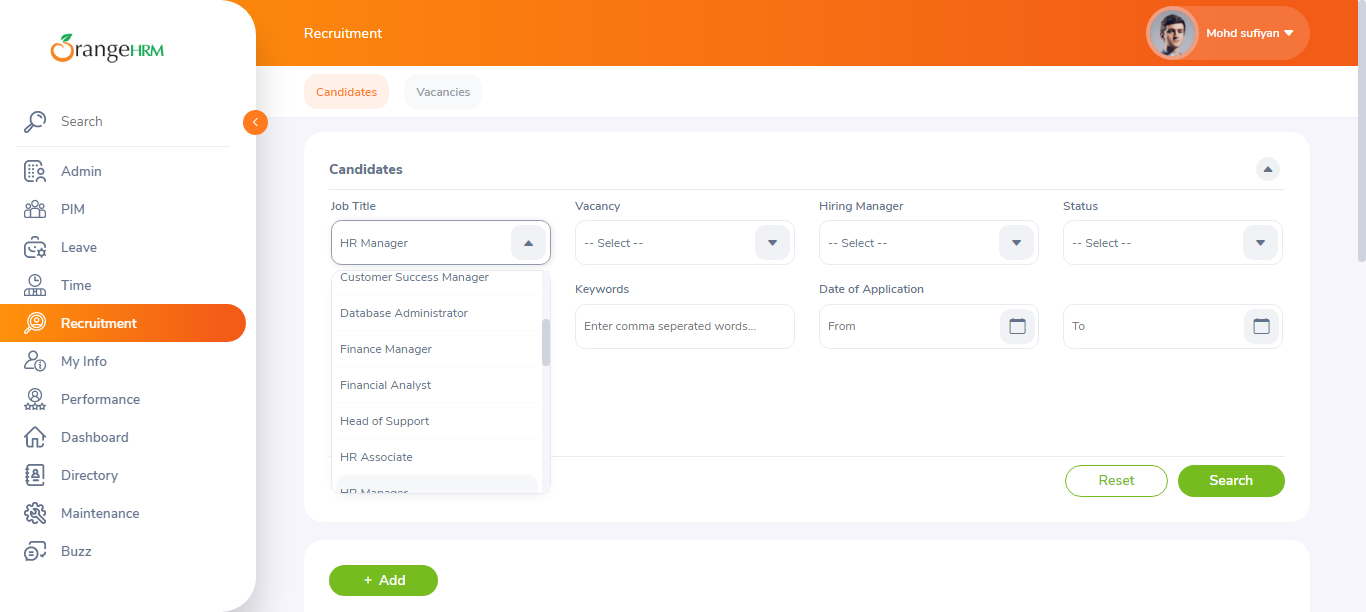 OrangeHRM
Recruitment
Mohd sufiyan
Candidates
Vacancies
Search
Admin
PIM
Leave
Time
Recruitment
My Info
Performance
Dashboard
Directory
Maintenance
Buzz
Candidates
Job Title
Vacancy
Hiring Manager
Status
HR Manager
-- Select --
-- Select --
-- Select --
Customer Success Manager
Database Administrator
Finance Manager
Financial Analyst
Head of Support
HR Associate
HR Manager
Keywords
Date of Application
Enter comma seperated words...
From
To
Reset
Search
+ Add